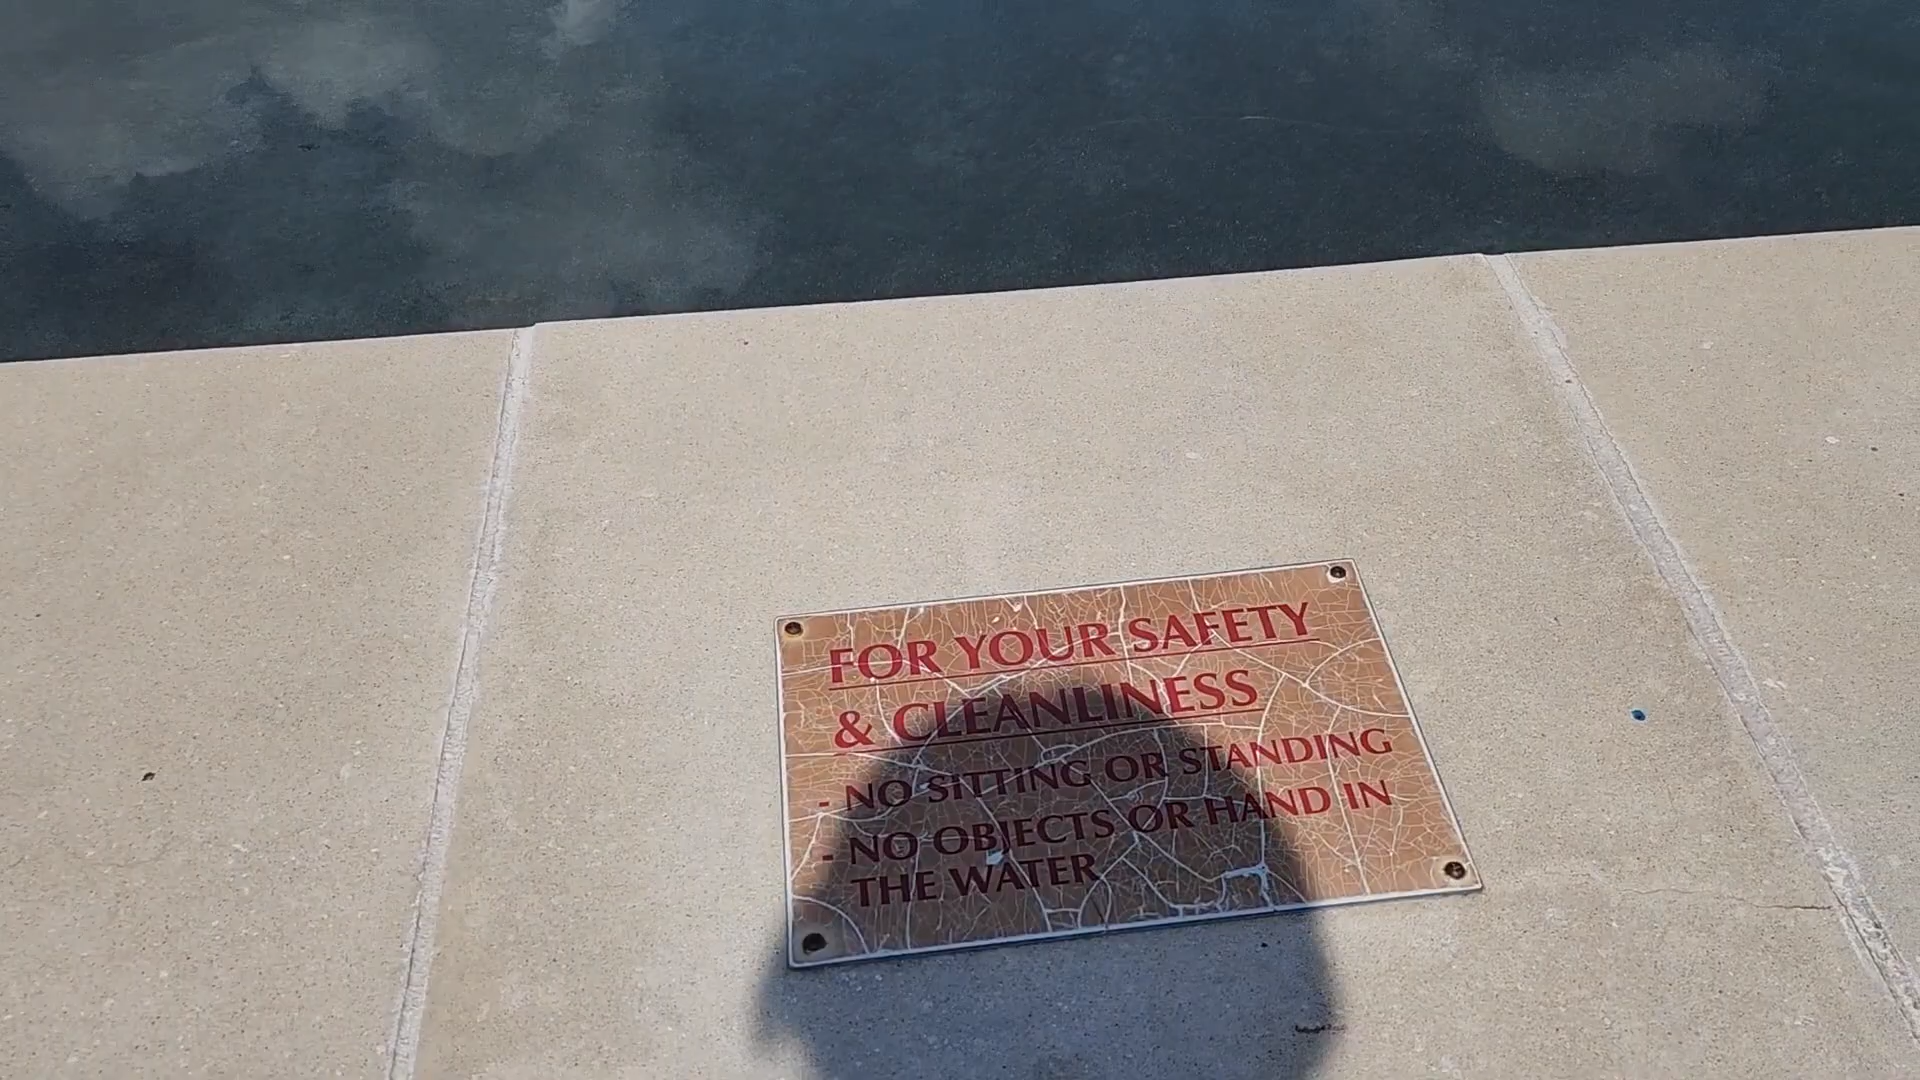 FOR YOUR SAFETY
& CLEANLINESS
- NO SITTING OR STANDING
- NO OBJECTS OR HAND IN
THE WATER